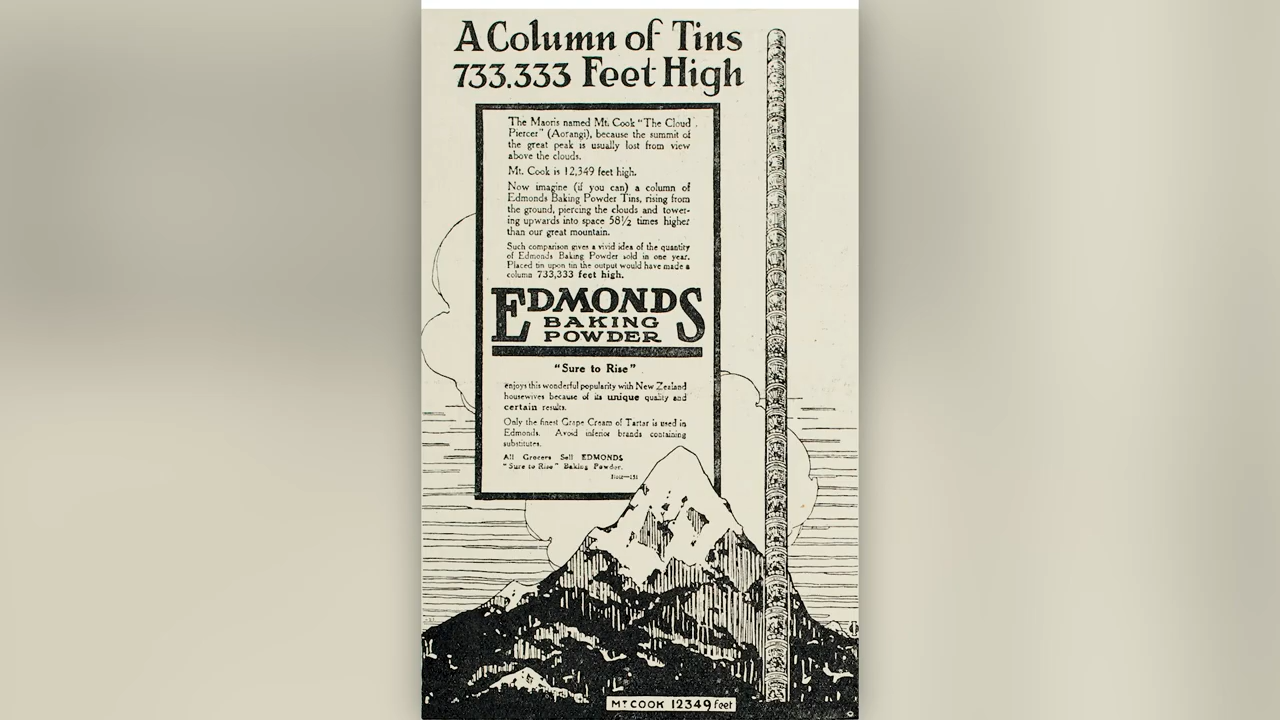 A Column of Tins
733.333 Feet High
The Maoris named Mt. Cook "The Cloud
Piercer" (Aorangi), because the summit of
the great peak is usually lost from view
above the clouds.
Mt. Cook is 12,349 feet high.
Now imagine (if you can) a column of
Edmonds Baking Powder Tins, rising from
the ground, piercing the clouds and tower-
ing upwards into space 58½ times higher
than our great mountain.
Such comparison gives a vivid idea of the quantity
of Edmonds Baking Powder sold in one year.
Placed tin upon tin the output would have made a
column 733,333 feet high.
EDMONDS
BAKING
POWDER
"Sure to Rise"
enjoys this wonderful popularity with New Zealand
housewives because of its unique quality and
certain results.
Only the finest Grape Cream of Tartar is used in
Edmonds. Avoid inferior brands containing
substitutes.
All Grocers Sell EDMONDS
"Sure to Rise" Baking Powder.
MT COOK 12349 feet